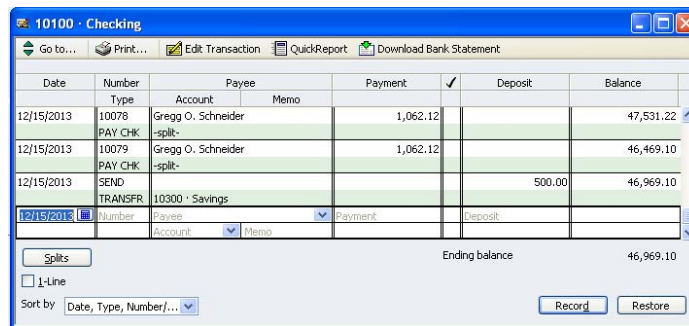 10100 · Checking
Go to... Print... Edit Transaction QuickReport Download Bank Statement
Date Number Payee Payment ✓ Deposit Balance
Type Account Memo
12/15/2013 10078 Gregg O. Schneider 1,062.12 47,531.22
PAY CHK -split-
12/15/2013 10079 Gregg O. Schneider 1,062.12 46,469.10
PAY CHK -split-
12/15/2013 SEND 500.00 46,969.10
TRANSFR 10300 · Savings
12/15/2013 Number Payee Payment Deposit
Account Memo
Splits Ending balance 46,969.10
1-Line
Sort by Date, Type, Number/... Record Restore